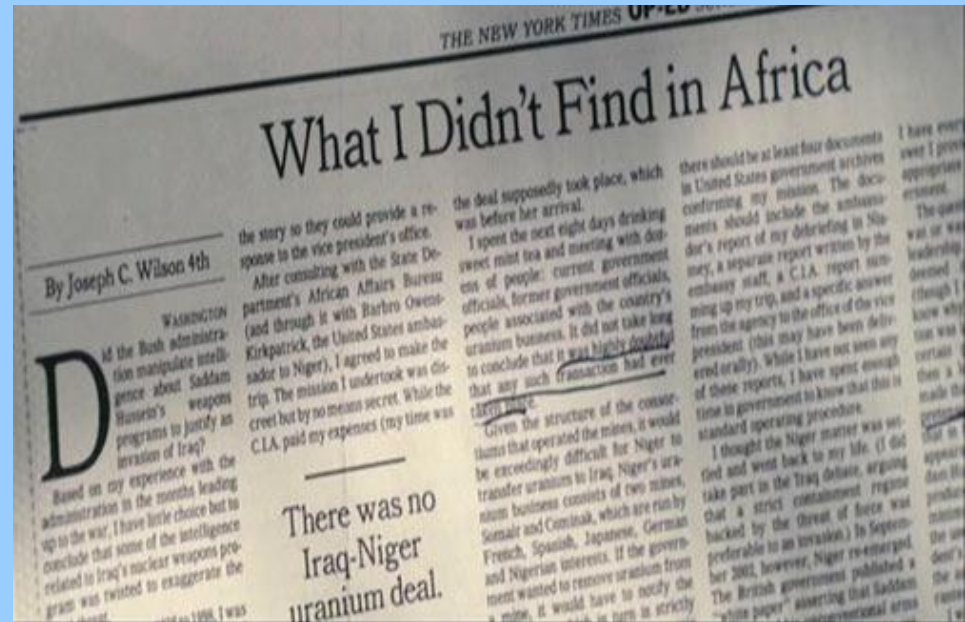 THE NEW YORK TIMES OP-ED
What I Didn't Find in Africa
By Joseph C. Wilson 4th
WASHINGTON
Did the Bush administra-
tion manipulate intelli-
gence about Saddam
Hussein's weapons
programs to justify an
invasion of Iraq?
Based on my experience with the
administration in the months leading
up to the war, I have little choice but to
conclude that some of the intelligence
related to Iraq's nuclear weapons pro-
gram was twisted to exaggerate the
the story so they could provide a re-
sponse to the vice president's office.
After consulting with the State De-
partment's African Affairs Bureau
(and through it with Barbro Owens-
Kirkpatrick, the United States ambas-
sador to Niger), I agreed to make the
trip. The mission I undertook was dis-
creet but by no means secret. While the
C.I.A. paid my expenses (my time was
There was no
Iraq-Niger
uranium deal.
the deal supposedly took place, which
was before her arrival.
I spent the next eight days drinking
sweet mint tea and meeting with doz-
ens of people: current government
officials, former government officials,
people associated with the country's
uranium business. It did not take long
to conclude that it was highly doubtful
that any such transaction had ever
taken place.
Given the structure of the consor-
tiums that operated the mines, it would
be exceedingly difficult for Niger to
transfer uranium to Iraq. Niger's ura-
nium business consists of two mines,
Somair and Cominak, which are run by
French, Spanish, Japanese, German
and Nigerian interests. If the govern-
ment wanted to remove uranium from
a mine, it would have to notify the
there should be at least four documents
in United States government archives
confirming my mission. The docu-
ments should include the ambassa-
dor's report of my debriefing in Nia-
mey, a separate report written by the
embassy staff, a C.I.A. report sum-
ming up my trip, and a specific answer
from the agency to the office of the vice
president (this may have been deliv-
ered orally). While I have not seen any
of these reports, I have spent enough
time in government to know that this is
standard operating procedure.
I thought the Niger matter was set-
tled and went back to my life. (I did
take part in the Iraq debate, arguing
that a strict containment regime
backed by the threat of force was
preferable to an invasion.) In Septem-
ber 2002, however, Niger re-emerged.
The British government published a
"white paper" asserting that Saddam
I have every
swer I provi
appropriate
ernment.